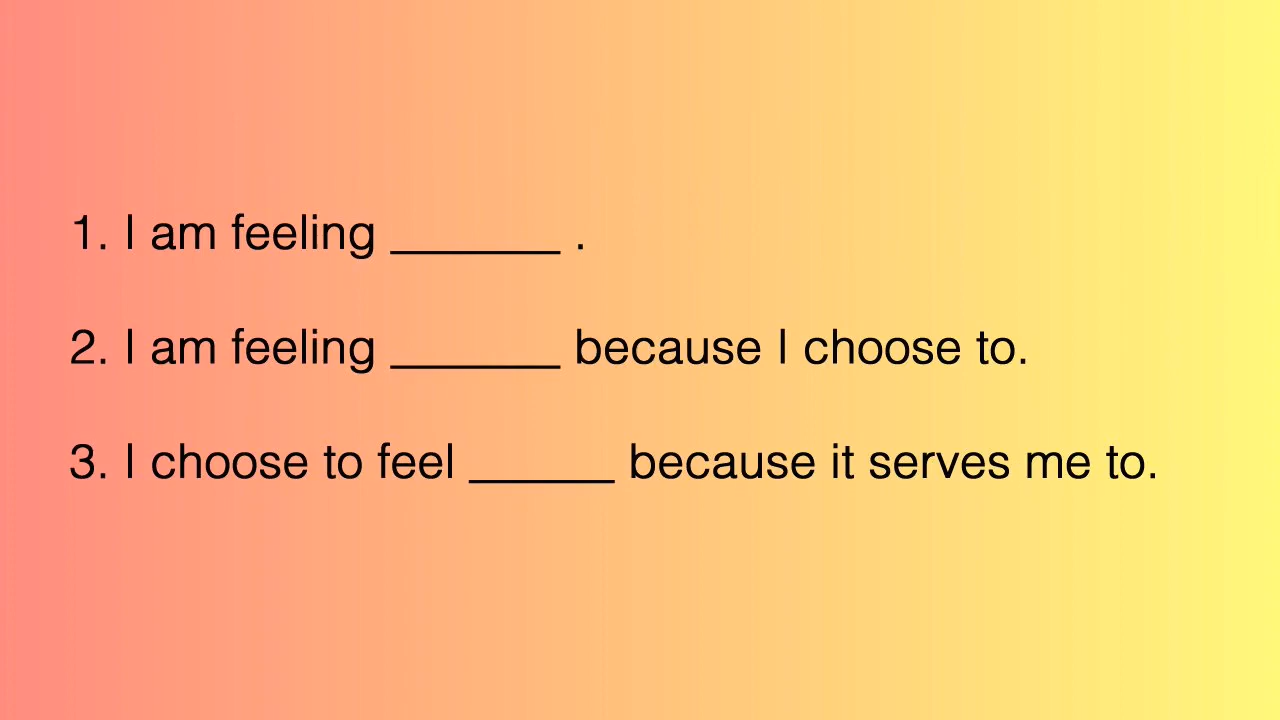 1. I am feeling _______ .
2. I am feeling _______ because I choose to.
3. I choose to feel ______ because it serves me to.